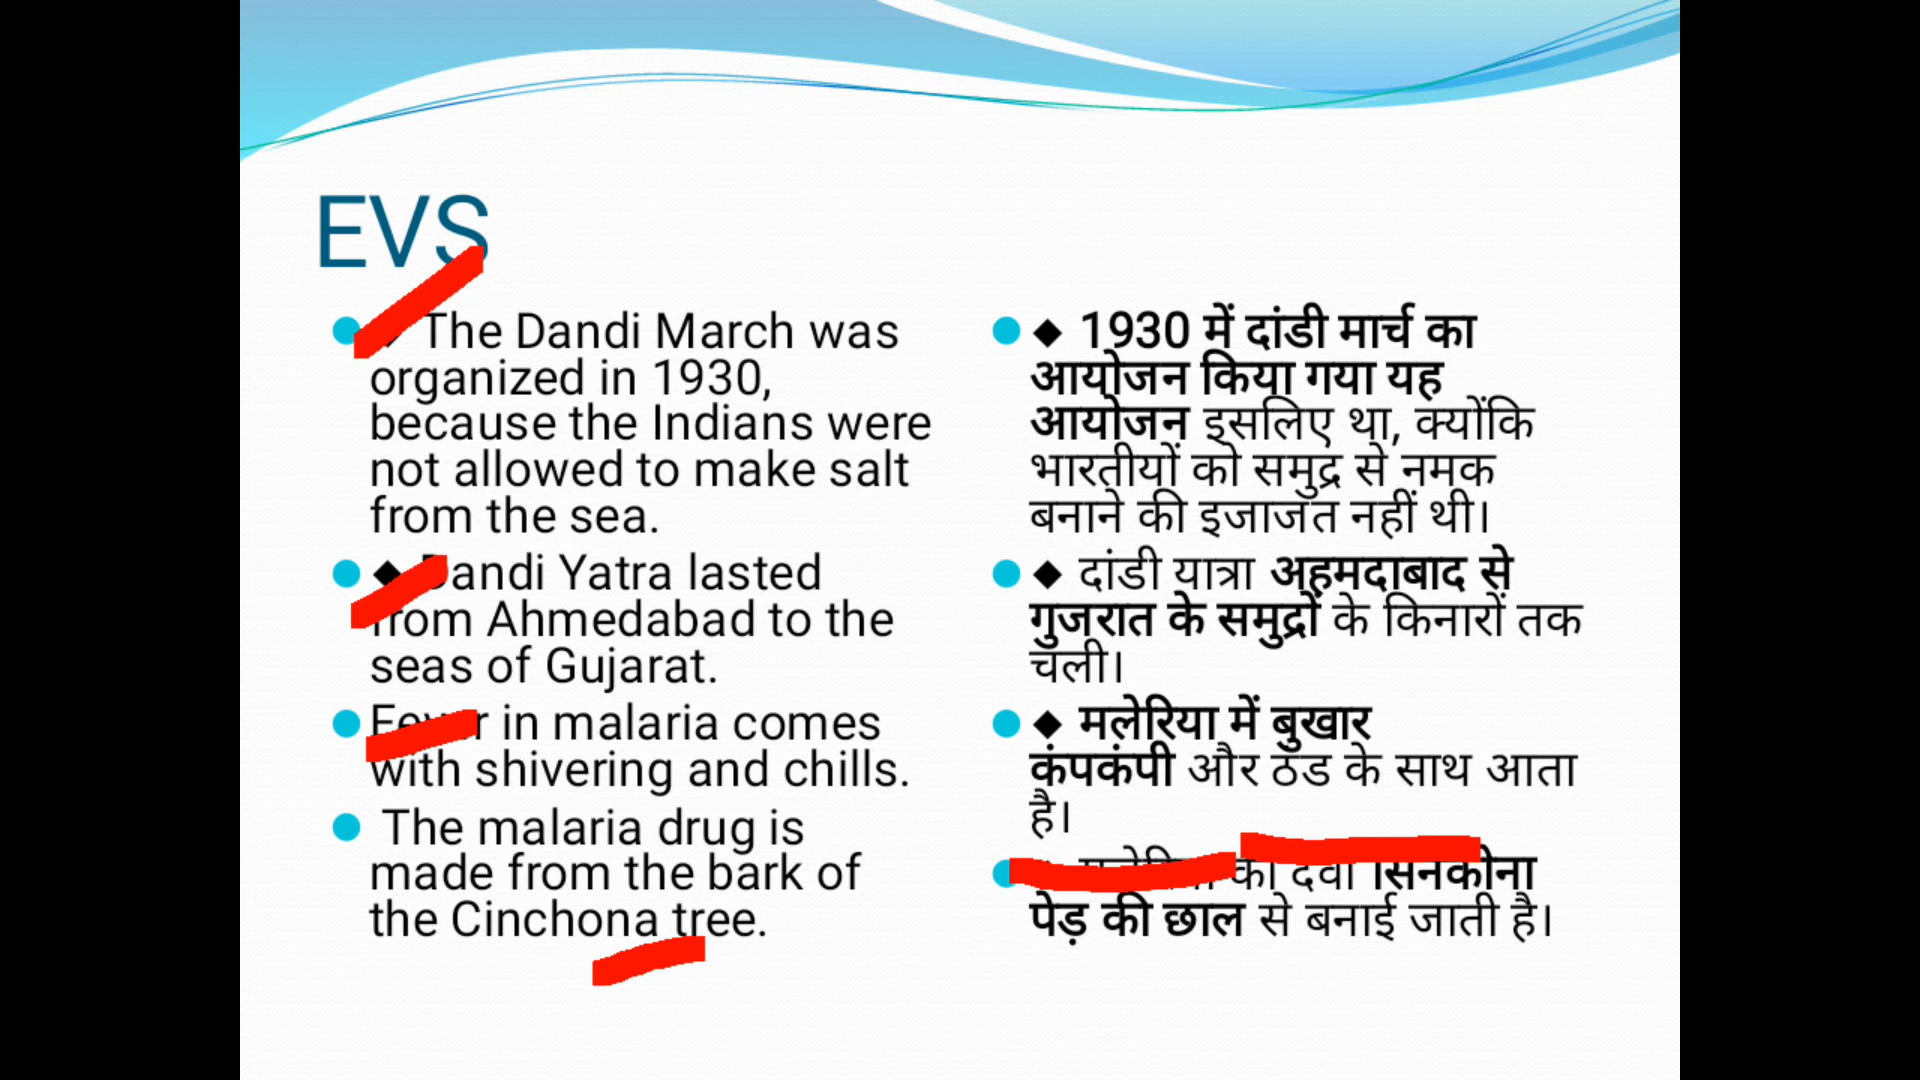 EVS
The Dandi March was
organized in 1930,
because the Indians were
not allowed to make salt
from the sea.
◆ Dandi Yatra lasted
from Ahmedabad to the
seas of Gujarat.
Fever in malaria comes
with shivering and chills.
The malaria drug is
made from the bark of
the Cinchona tree.
◆ 1930 में दांडी मार्च का
आयोजन किया गया यह
आयोजन इसलिए था, क्योंकि
भारतीयों को समुद्र से नमक
बनाने की इजाजत नहीं थी।
◆ दांडी यात्रा अहमदाबाद से
गुजरात के समुद्रों के किनारों तक
चली।
◆ मलेरिया में बुखार
कंपकंपी और ठंड के साथ आता
है।
की दवा सिनकोना
पेड़ की छाल से बनाई जाती है।